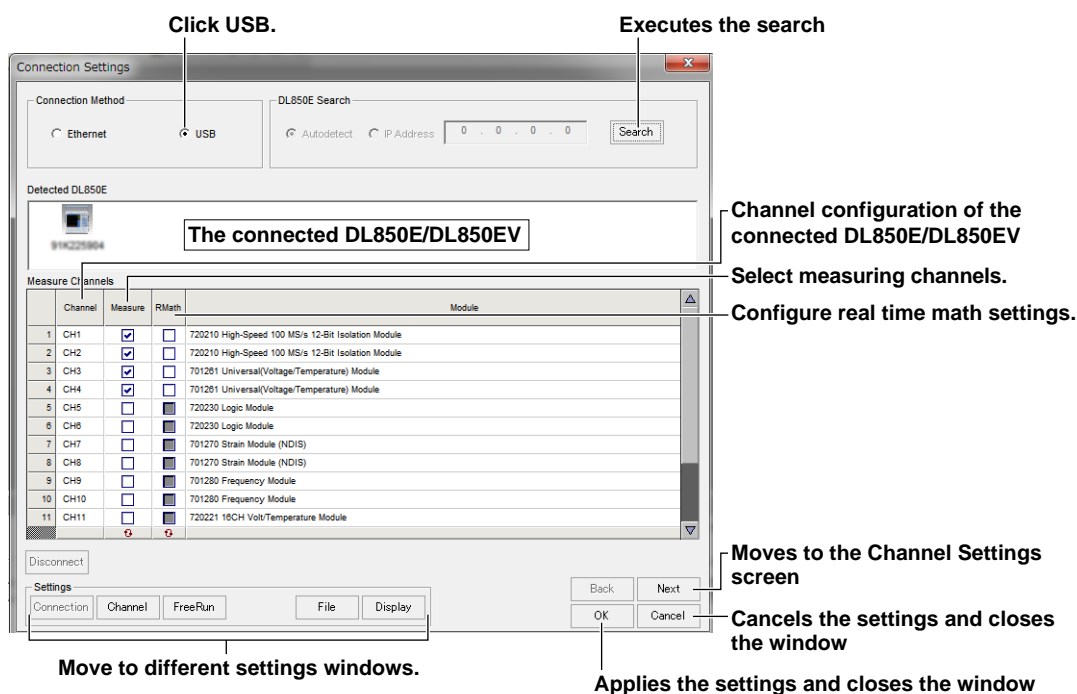 Click USB.
Executes the search
Connection Settings
Connection Method
DL850E Search
Ethernet
USB
Autodetect
IP Address
0 . 0 . 0 . 0
Search
Detected DL850E
The connected DL850E/DL850EV
Channel configuration of the
connected DL850E/DL850EV
Measure Channels
Select measuring channels.
Channel Measure RMath Module
Configure real time math settings.
1 CH1 720210 High-Speed 100 MS/s 12-Bit Isolation Module
2 CH2 720210 High-Speed 100 MS/s 12-Bit Isolation Module
3 CH3 701261 Universal(Voltage/Temperature) Module
4 CH4 701261 Universal(Voltage/Temperature) Module
5 CH5 720230 Logic Module
6 CH6 720230 Logic Module
7 CH7 701270 Strain Module (NDIS)
8 CH8 701270 Strain Module (NDIS)
9 CH9 701280 Frequency Module
10 CH10 701280 Frequency Module
11 CH11 720221 16CH Volt/Temperature Module
Disconnect
Moves to the Channel Settings
screen
Settings
Connection Channel FreeRun File Display
Back Next
OK Cancel
Cancels the settings and closes
the window
Move to different settings windows.
Applies the settings and closes the window